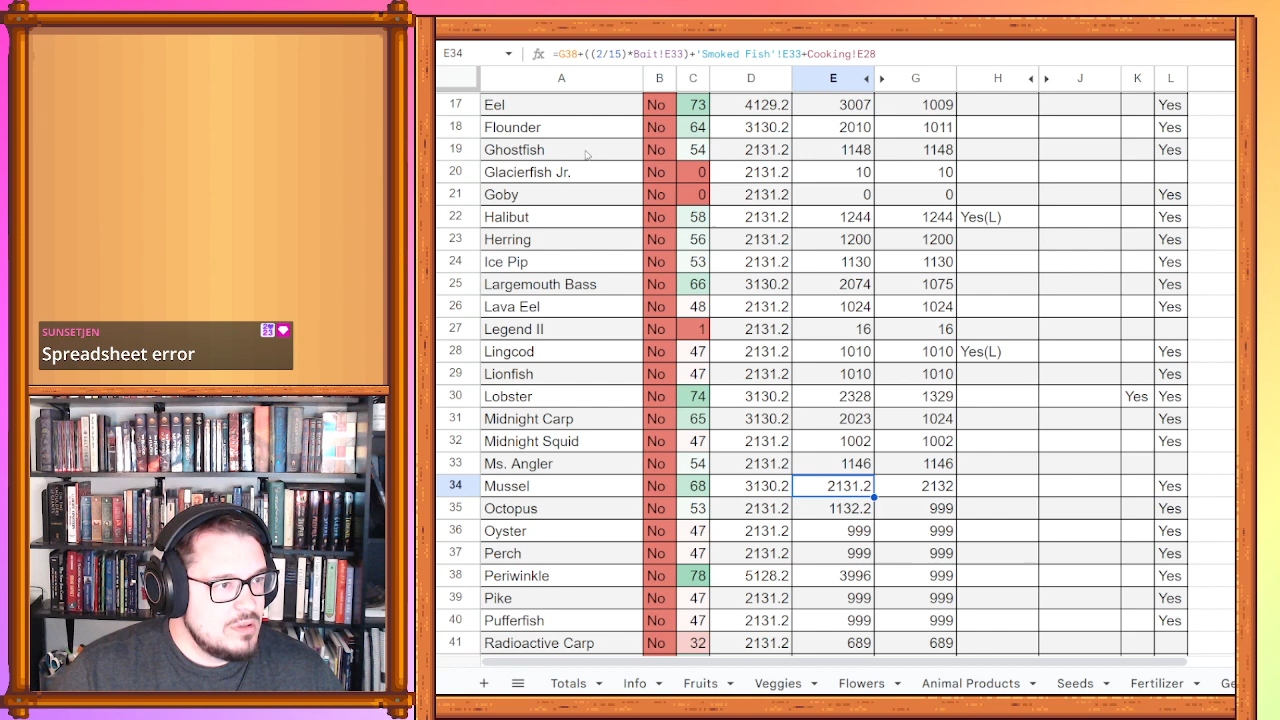 E34 =G38+((2/15)*Bait!E33)+'Smoked Fish'!E33+Cooking!E28
A B C D E G H J K L
17 Eel No 73 4129.2 3007 1009 Yes
18 Flounder No 64 3130.2 2010 1011 Yes
19 Ghostfish No 54 2131.2 1148 1148 Yes
20 Glacierfish Jr. No 0 2131.2 10 10
21 Goby No 0 2131.2 0 0 Yes
22 Halibut No 58 2131.2 1244 1244 Yes(L) Yes
23 Herring No 56 2131.2 1200 1200 Yes
24 Ice Pip No 53 2131.2 1130 1130 Yes
25 Largemouth Bass No 66 3130.2 2074 1075 Yes
26 Lava Eel No 48 2131.2 1024 1024 Yes
27 Legend II No 1 2131.2 16 16
28 Lingcod No 47 2131.2 1010 1010 Yes(L) Yes
29 Lionfish No 47 2131.2 1010 1010 Yes
30 Lobster No 74 3130.2 2328 1329 Yes Yes
31 Midnight Carp No 65 3130.2 2023 1024 Yes
32 Midnight Squid No 47 2131.2 1002 1002 Yes
33 Ms. Angler No 54 2131.2 1146 1146
34 Mussel No 68 3130.2 2131.2 2132 Yes
35 Octopus No 53 2131.2 1132.2 999 Yes
36 Oyster No 47 2131.2 999 999 Yes
37 Perch No 47 2131.2 999 999 Yes
38 Periwinkle No 78 5128.2 3996 999 Yes
39 Pike No 47 2131.2 999 999 Yes
40 Pufferfish No 47 2131.2 999 999 Yes
41 Radioactive Carp No 32 2131.2 689 689
+ Totals Info Fruits Veggies Flowers Animal Products Seeds Fertilizer Ge
SUNSETJEN
Spreadsheet error